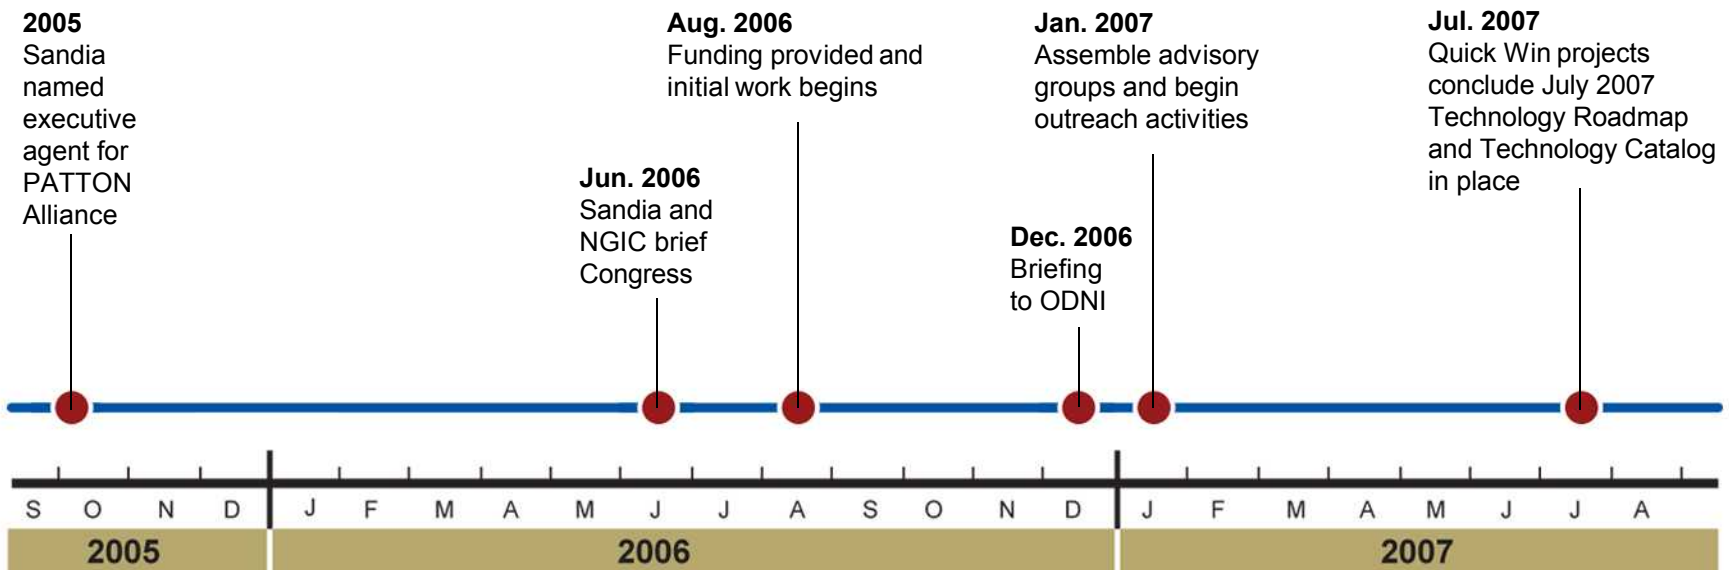 2005
Sandia
named
executive
agent for
PATTON
Alliance
Jun. 2006
Sandia and
NGIC brief
Congress
Aug. 2006
Funding provided and
initial work begins
Dec. 2006
Briefing
to ODNI
Jan. 2007
Assemble advisory
groups and begin
outreach activities
Jul. 2007
Quick Win projects
conclude July 2007
Technology Roadmap
and Technology Catalog
in place
S O N D J F M A M J J A S O N D J F M A M J J A
2005 2006 2007